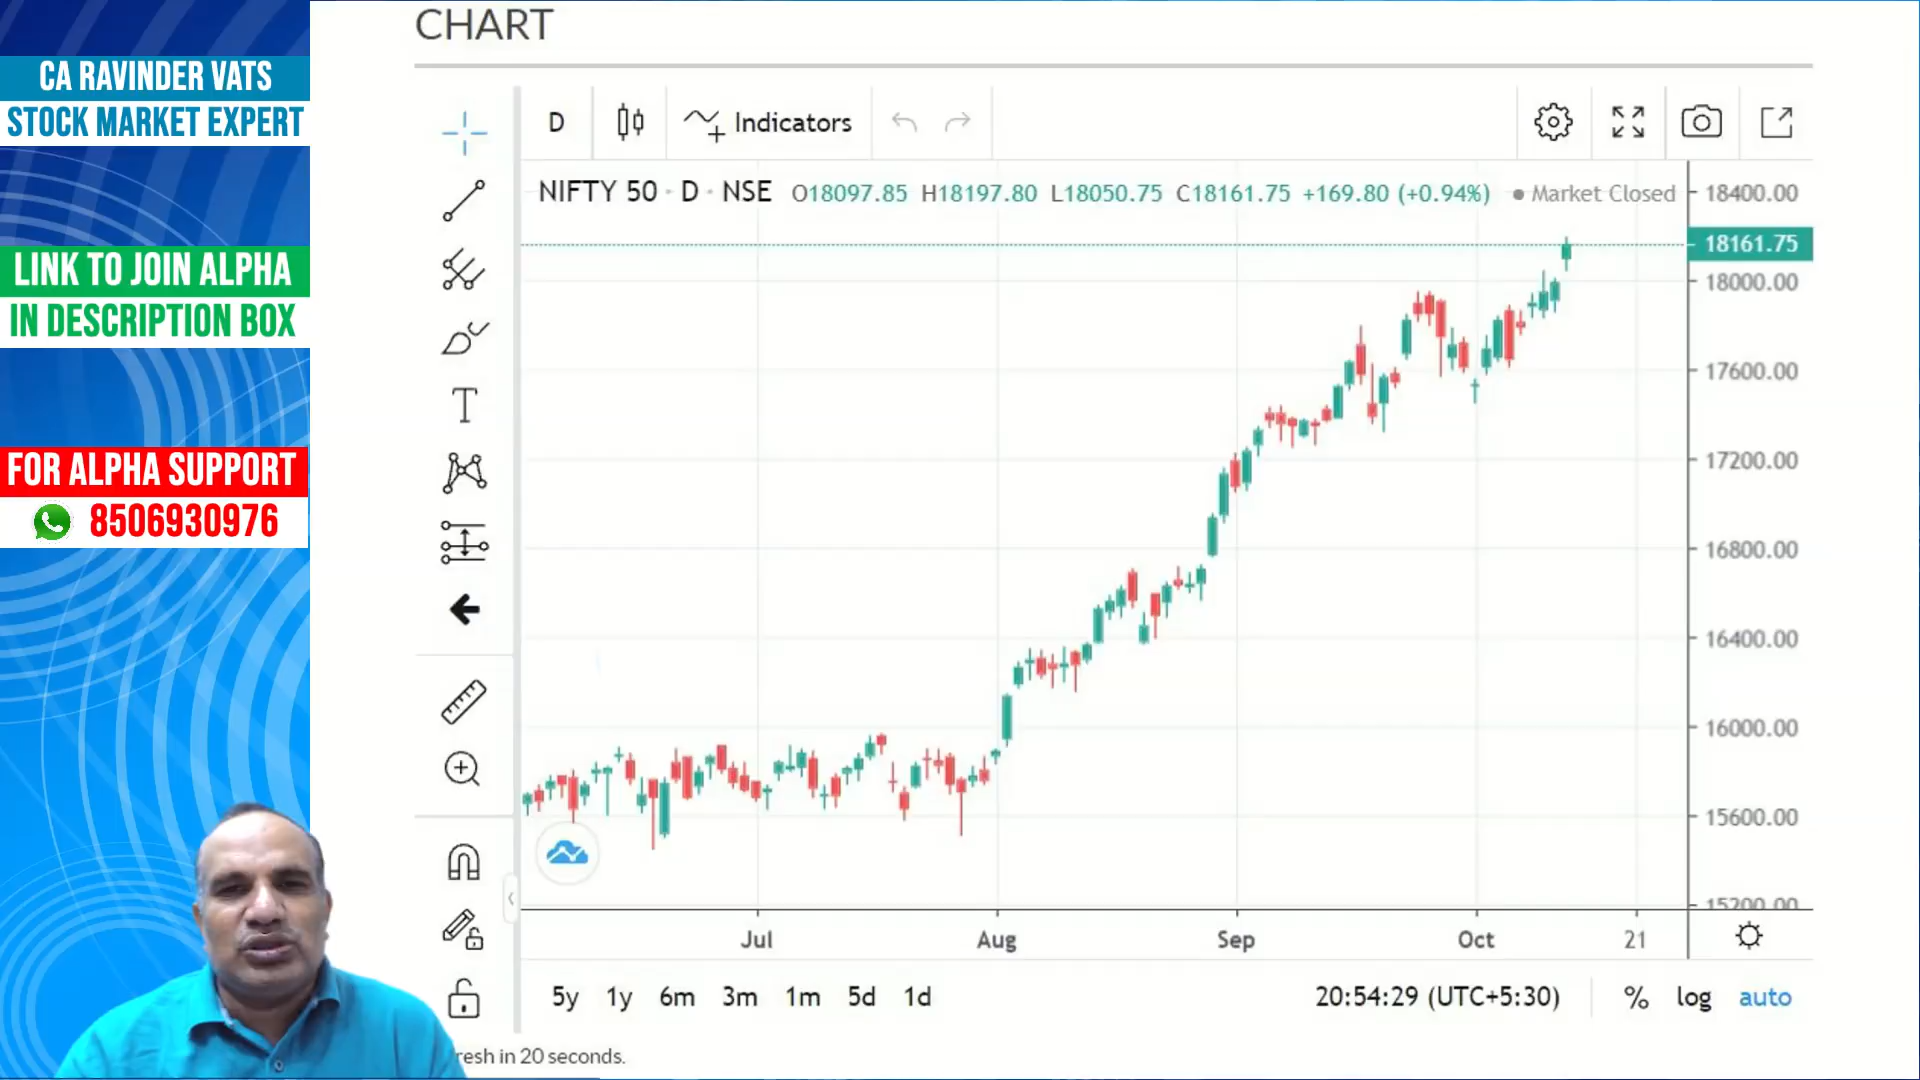 CHART
CA RAVINDER VATS
STOCK MARKET EXPERT
LINK TO JOIN ALPHA
IN DESCRIPTION BOX
FOR ALPHA SUPPORT
8506930976
D
Indicators
NIFTY 50 · D · NSE O18097.85 H18197.80 L18050.75 C18161.75 +169.80 (+0.94%) Market Closed
18400.00
18161.75
18000.00
17600.00
17200.00
16800.00
16400.00
16000.00
15600.00
15200.00
Jul Aug Sep Oct 21
5y 1y 6m 3m 1m 5d 1d 20:54:29 (UTC+5:30) % log auto
resh in 20 seconds.